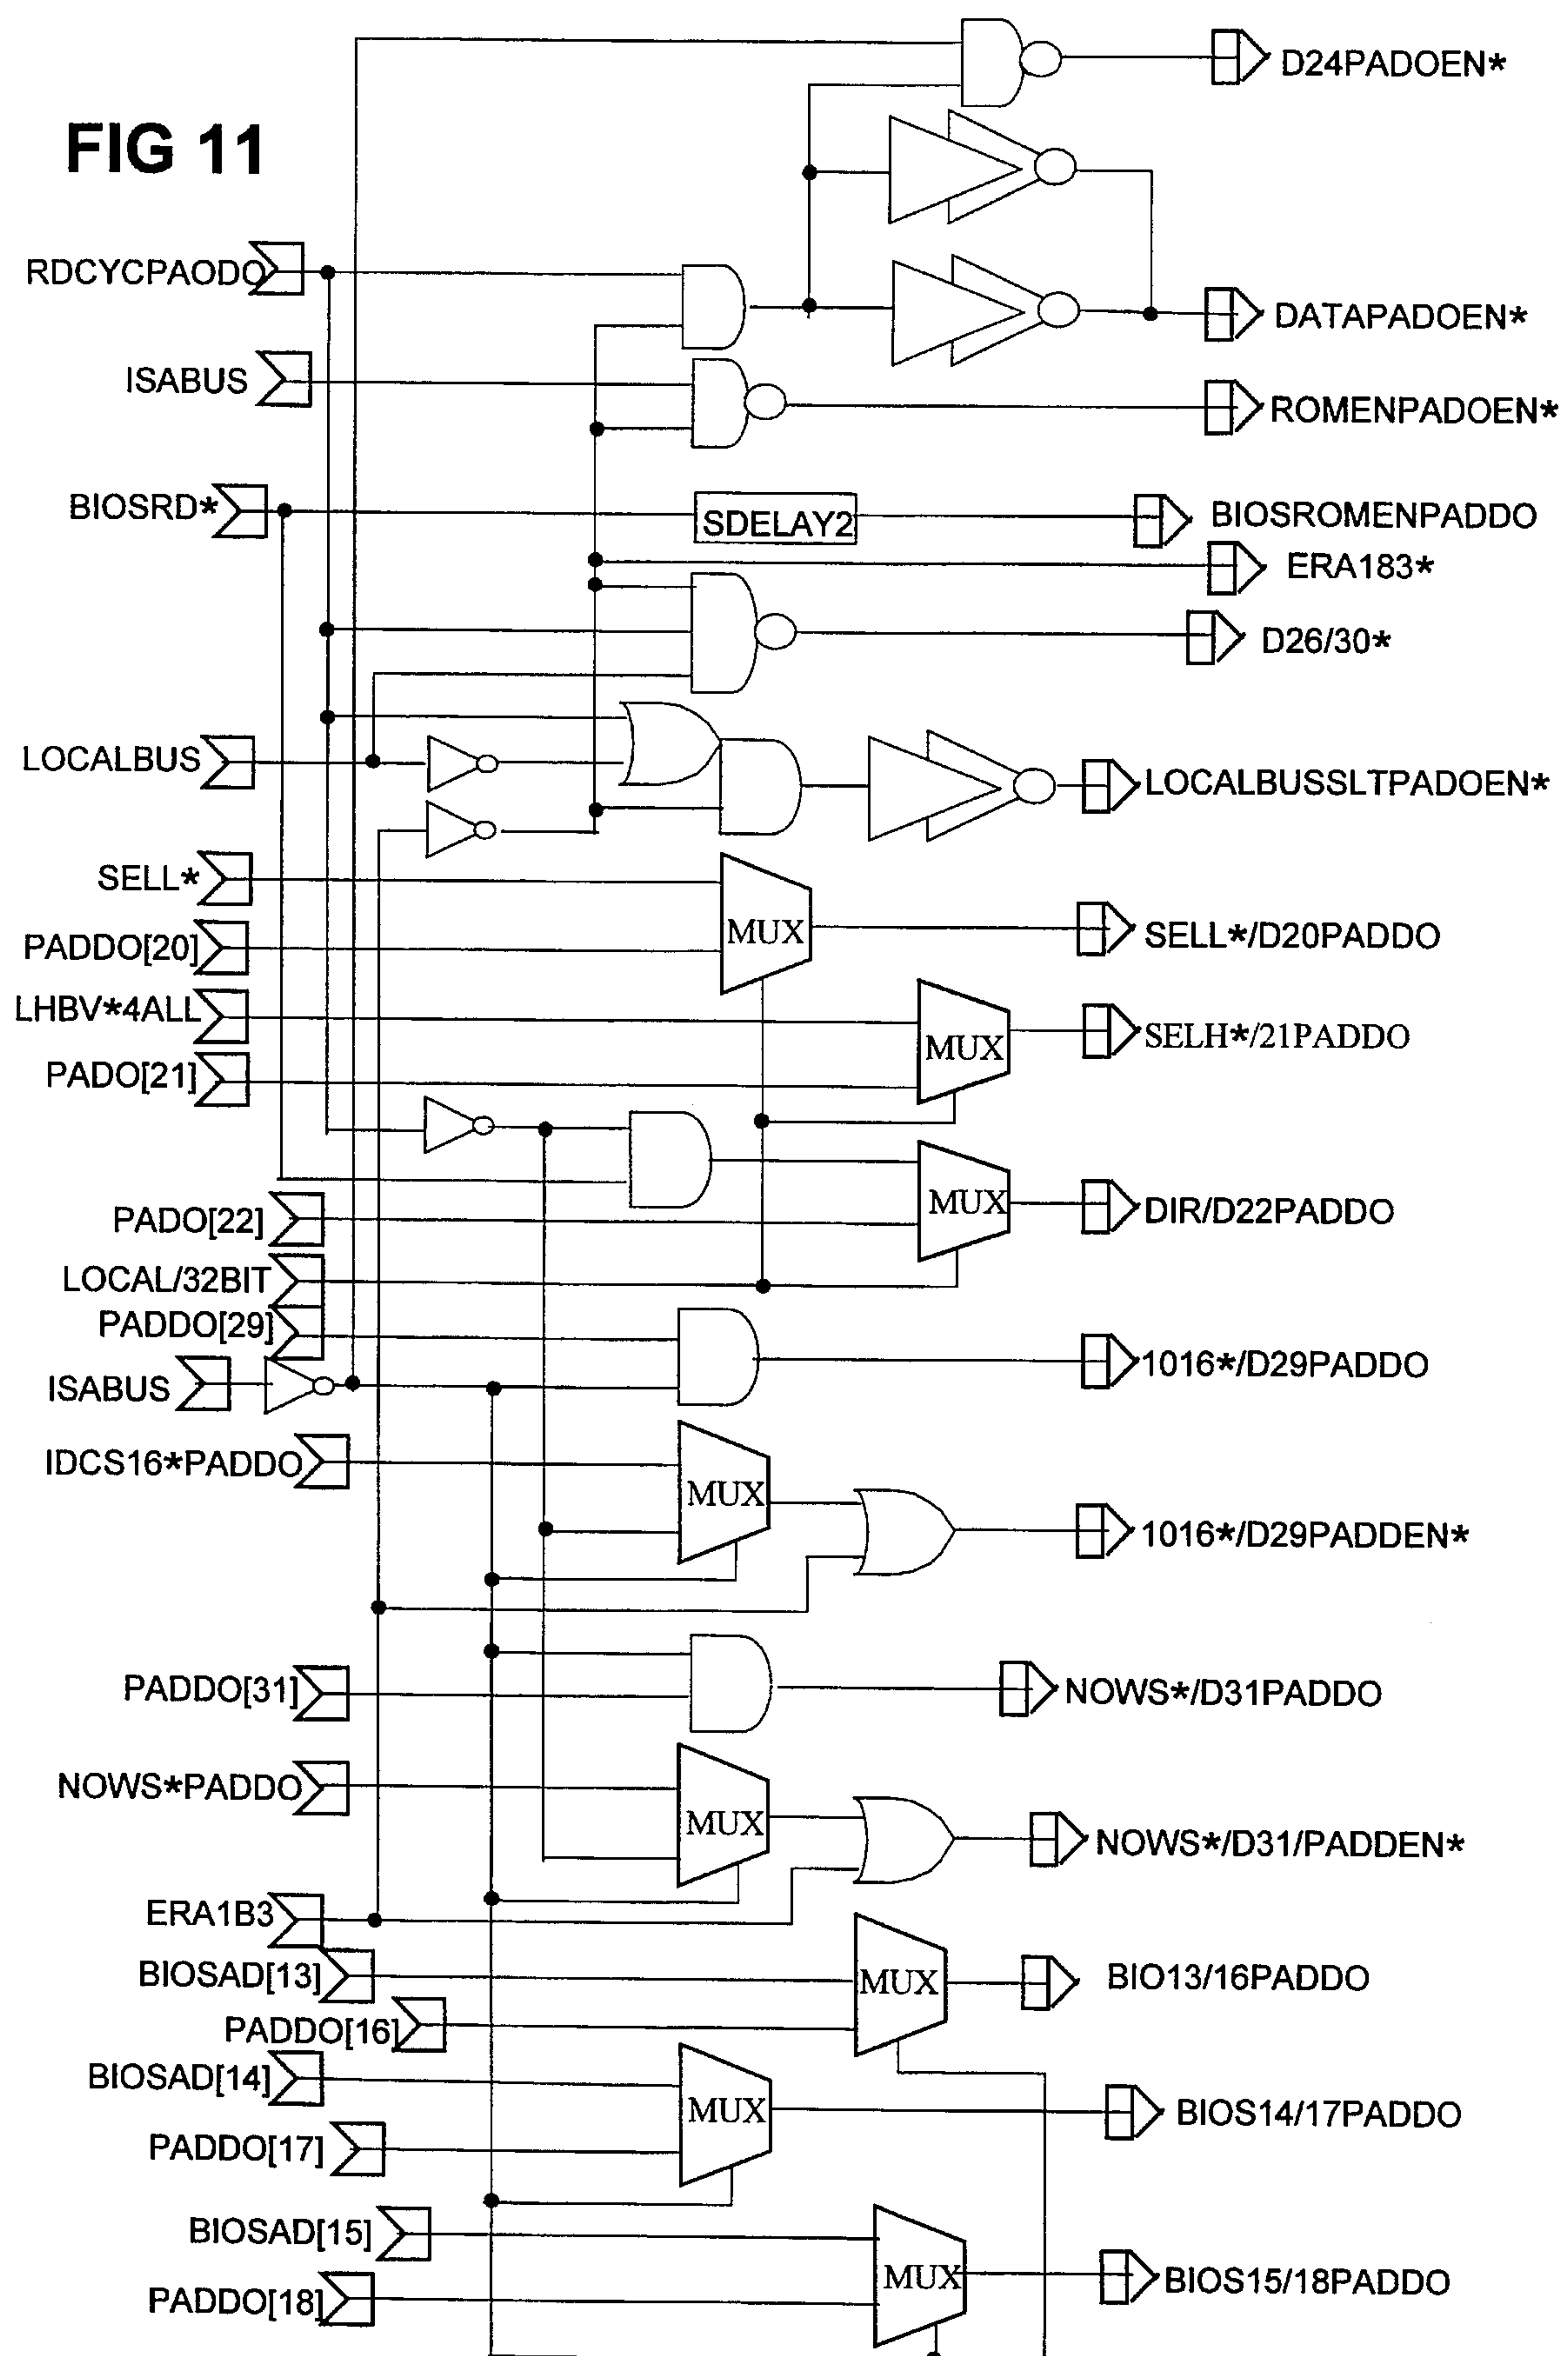 FIG 11
D24PADOEN*
RDCYCPAODO
DATAPADOEN*
ISABUS
ROMENPADOEN*
BIOSRD*
SDELAY2
BIOSROMENPADDO
ERA183*
D26/30*
LOCALBUS
LOCALBUSSLTPADOEN*
SELL*
MUX
SELL*/D20PADDO
PADDO[20]
LHBV*4ALL
MUX
SELH*/21PADDO
PADO[21]
MUX
DIR/D22PADDO
PADO[22]
LOCAL/32BIT
PADDO[29]
1016*/D29PADDO
ISABUS
IDCS16*PADDO
MUX
1016*/D29PADDEN*
PADDO[31]
NOWS*/D31PADDO
NOWS*PADDO
MUX
NOWS*/D31/PADDEN*
ERA1B3
BIOSAD[13]
MUX
BIO13/16PADDO
PADDO[16]
BIOSAD[14]
MUX
BIOS14/17PADDO
PADDO[17]
BIOSAD[15]
MUX
BIOS15/18PADDO
PADDO[18]